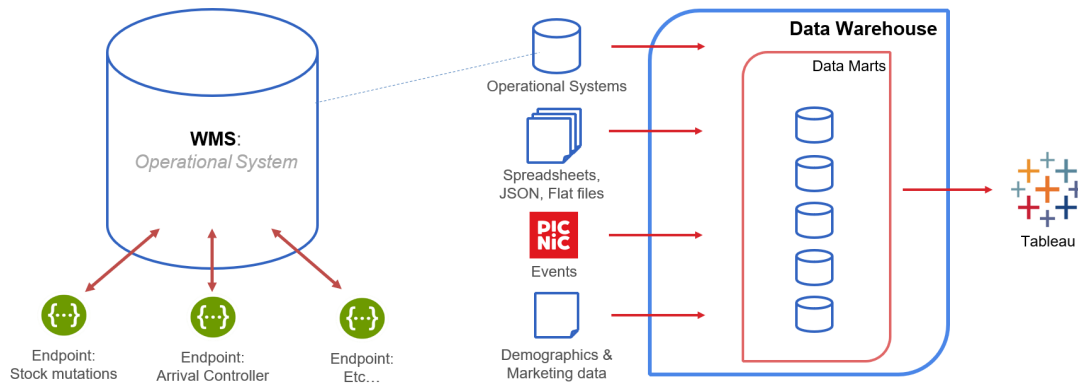 WMS:
Operational System
{···}
Endpoint:
Stock mutations
{···}
Endpoint:
Arrival Controller
{···}
Endpoint:
Etc...
Operational Systems
Spreadsheets,
JSON, Flat files
PIC
NIC
Events
Demographics &
Marketing data
Data Warehouse
Data Marts
Tableau